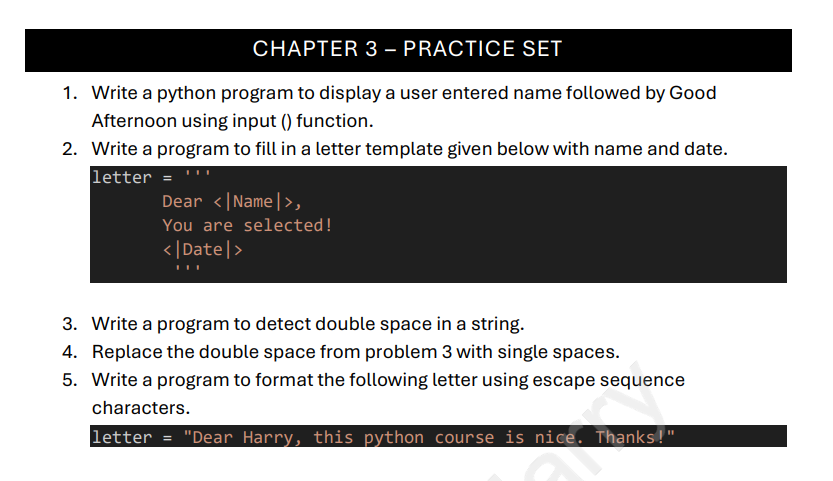 CHAPTER 3 – PRACTICE SET
1. Write a python program to display a user entered name followed by Good
Afternoon using input () function.
2. Write a program to fill in a letter template given below with name and date.
letter = '''
Dear <|Name|>,
You are selected!
<|Date|>
'''
3. Write a program to detect double space in a string.
4. Replace the double space from problem 3 with single spaces.
5. Write a program to format the following letter using escape sequence
characters.
letter = "Dear Harry, this python course is nice. Thanks!"